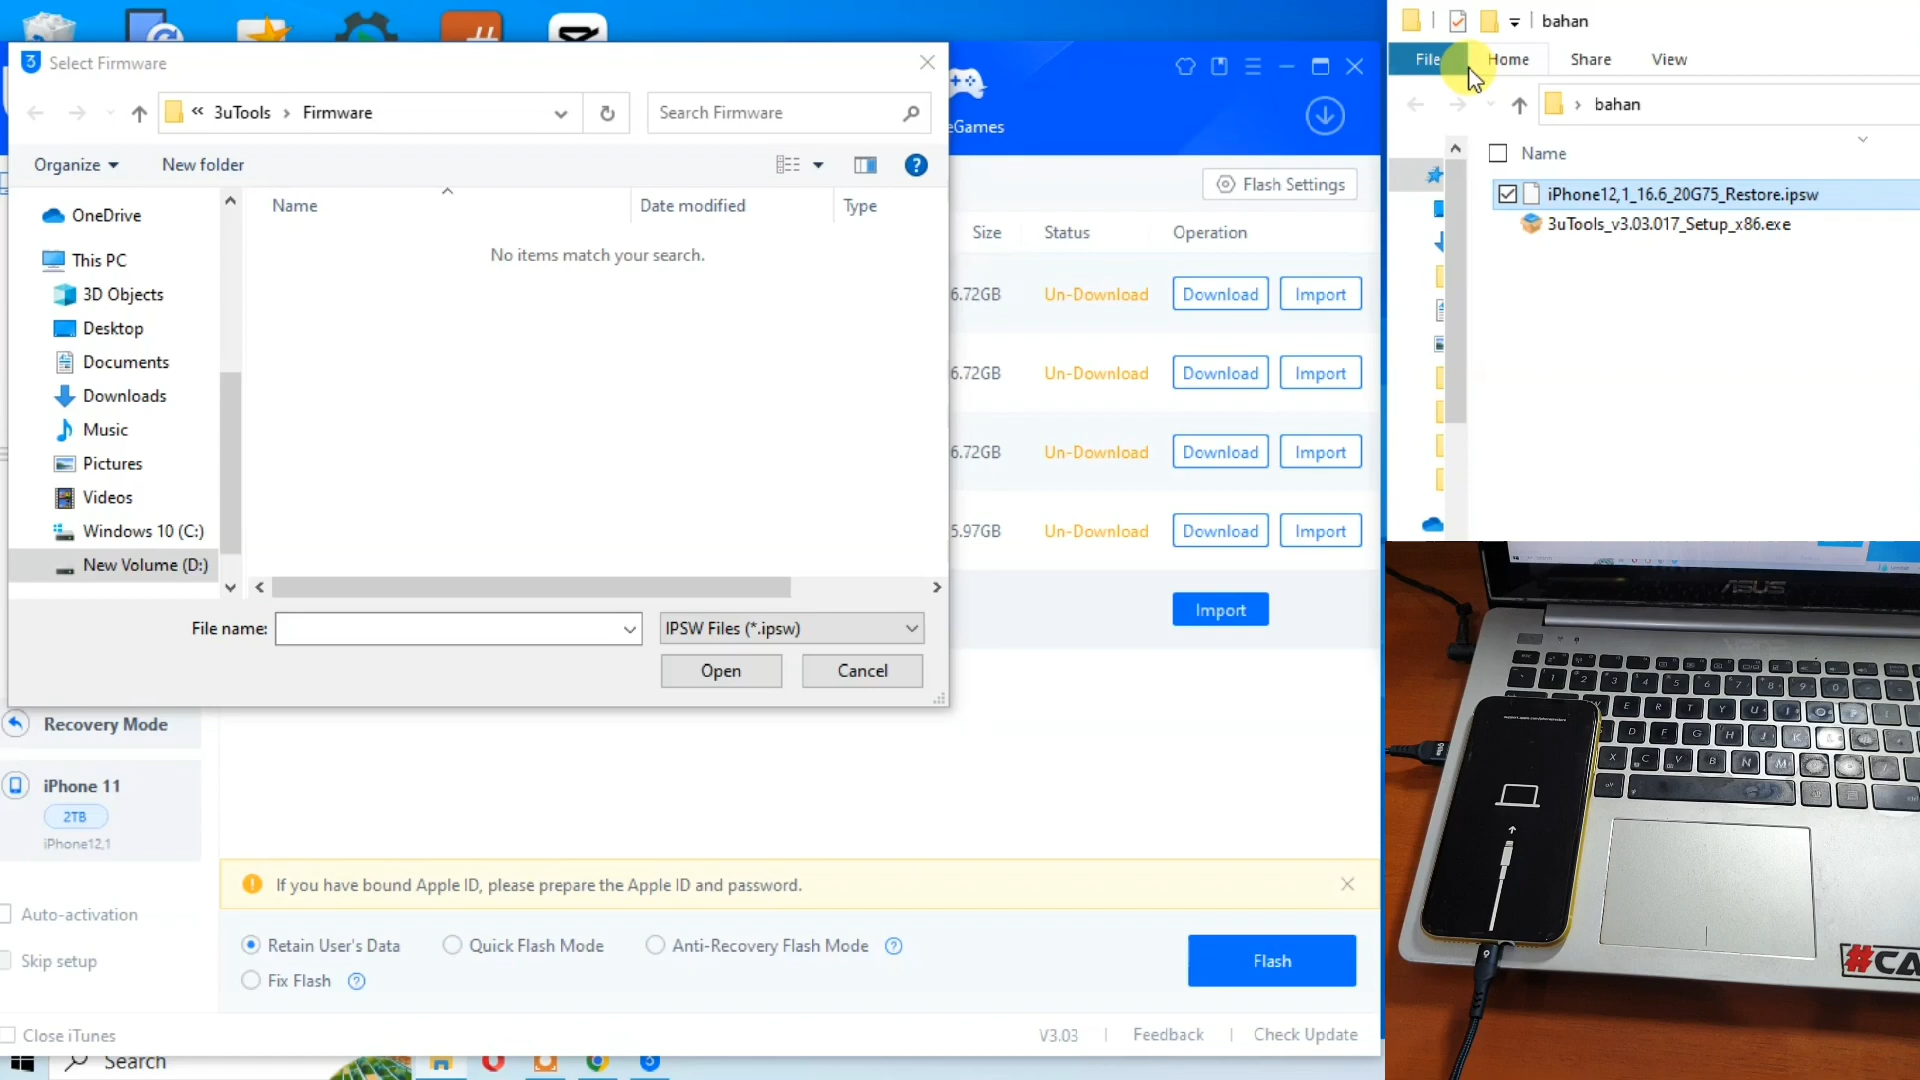 Select Firmware
« 3uTools › Firmware
Search Firmware
Organize
New folder
OneDrive
This PC
3D Objects
Desktop
Documents
Downloads
Music
Pictures
Videos
Windows 10 (C:)
New Volume (D:)
Name
Date modified
Type
No items match your search.
File name:
IPSW Files (*.ipsw)
Open
Cancel
eGames
Flash Settings
Size
Status
Operation
6.72GB
Un-Download
Download
Import
6.72GB
Un-Download
Download
Import
6.72GB
Un-Download
Download
Import
5.97GB
Un-Download
Download
Import
Import
Recovery Mode
iPhone 11
2TB
iPhone12,1
Auto-activation
Skip setup
If you have bound Apple ID, please prepare the Apple ID and password.
Retain User's Data
Quick Flash Mode
Anti-Recovery Flash Mode
Fix Flash
Flash
Close iTunes
V3.03
Feedback
Check Update
Search
bahan
File
Home
Share
View
› bahan
Name
iPhone12,1_16.6_20G75_Restore.ipsw
3uTools_v3.03.017_Setup_x86.exe
ASUS
#CA